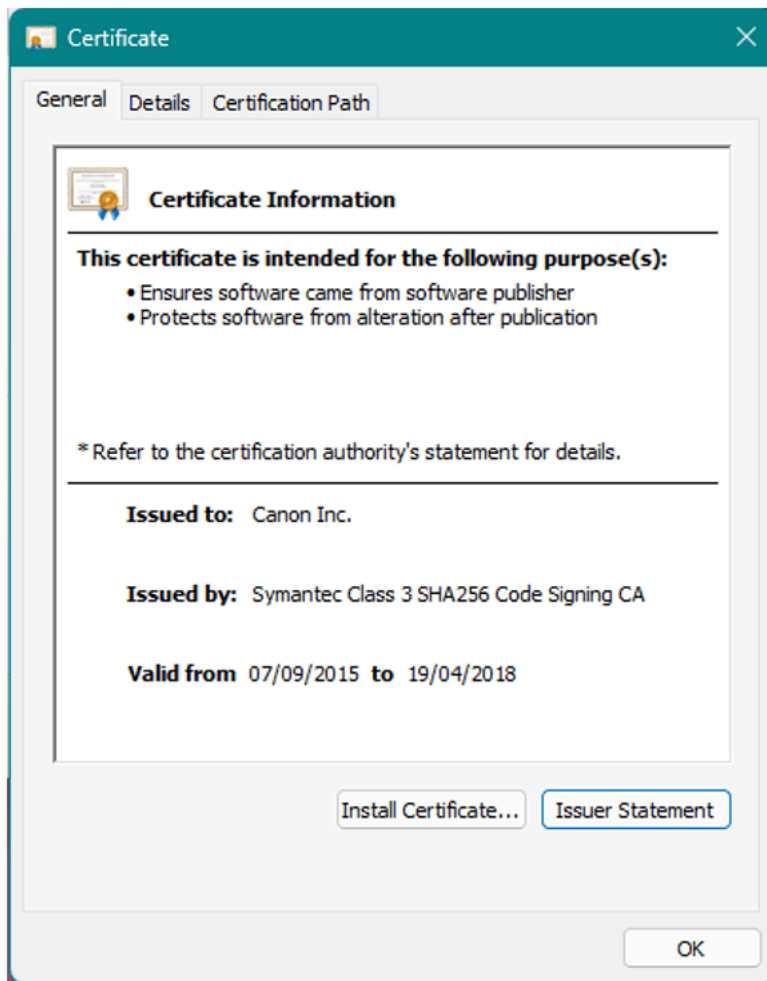 Certificate
General Details Certification Path
Certificate Information
This certificate is intended for the following purpose(s):
• Ensures software came from software publisher
• Protects software from alteration after publication
* Refer to the certification authority's statement for details.
Issued to: Canon Inc.
Issued by: Symantec Class 3 SHA256 Code Signing CA
Valid from 07/09/2015 to 19/04/2018
Install Certificate... Issuer Statement
OK